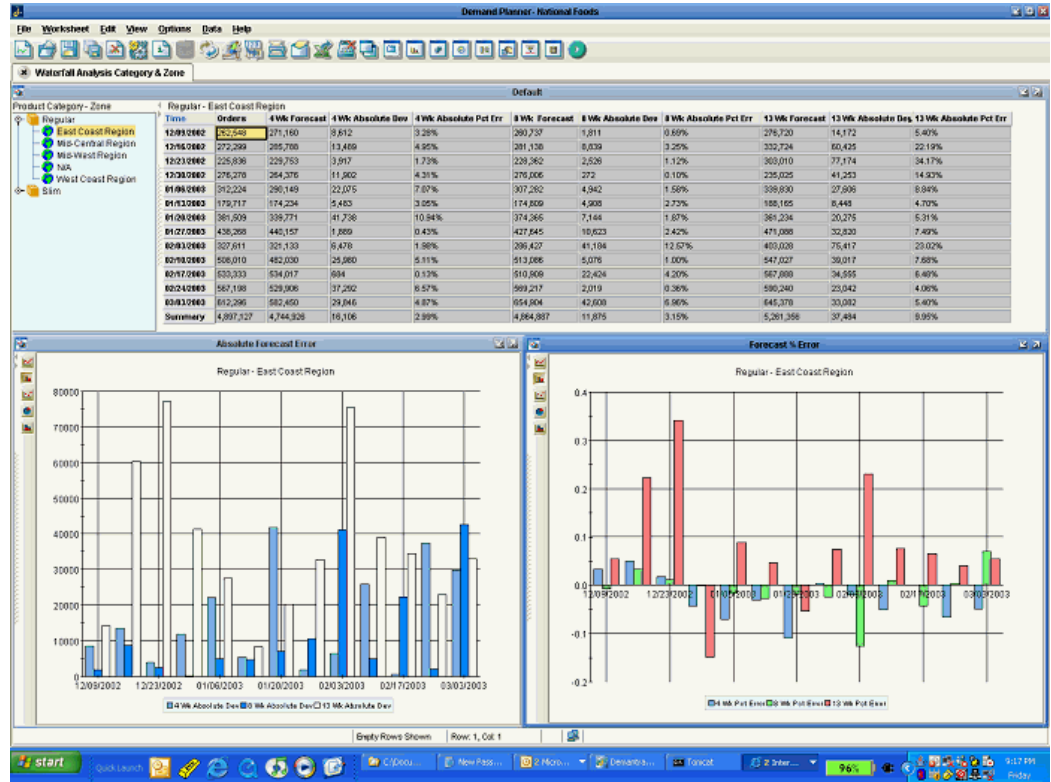 Demand Planner- National Foods
File Worksheet Edit View Options Data Help
Waterfall Analysis Category & Zone
Default
Product Category - Zone
Regular
East Coast Region
Mid-Central Region
Mid-West Region
N/A
West Coast Region
Slim
Regular - East Coast Region
Time Orders 4 Wk Forecast 4 Wk Absolute Dev 4 Wk Absolute Pct Err 8 Wk Forecast 8 Wk Absolute Dev 8 Wk Absolute Pct Err 13 Wk Forecast 13 Wk Absolute Dev 13 Wk Absolute Pct Err
12/09/2002 262,548 271,160 8,612 3.28% 260,737 1,811 0.69% 276,720 14,172 5.40%
12/16/2002 272,299 285,788 13,489 4.95% 281,138 8,839 3.25% 332,724 60,425 22.19%
12/23/2002 225,836 229,753 3,917 1.73% 228,362 2,526 1.12% 303,010 77,174 34.17%
12/30/2002 276,278 264,376 11,902 4.31% 276,006 272 0.10% 235,025 41,253 14.93%
01/06/2003 312,224 290,149 22,075 7.07% 307,282 4,942 1.58% 339,830 27,606 8.84%
01/13/2003 179,717 174,234 5,483 3.05% 174,809 4,908 2.73% 188,165 8,448 4.70%
01/20/2003 381,509 339,771 41,738 10.94% 374,365 7,144 1.87% 361,234 20,275 5.31%
01/27/2003 438,268 440,157 1,889 0.43% 427,645 10,623 2.42% 471,088 32,820 7.49%
02/03/2003 327,611 321,133 6,478 1.98% 286,427 41,184 12.57% 403,028 75,417 23.02%
02/10/2003 508,010 482,030 25,980 5.11% 513,086 5,076 1.00% 547,027 39,017 7.68%
02/17/2003 533,333 534,017 684 0.13% 510,909 22,424 4.20% 567,888 34,555 6.48%
02/24/2003 567,198 529,906 37,292 6.57% 569,217 2,019 0.36% 590,240 23,042 4.06%
03/03/2003 612,296 582,450 29,846 4.87% 654,904 42,608 6.96% 645,378 33,082 5.40%
Summary 4,897,127 4,744,926 16,106 2.99% 4,864,887 11,875 3.15% 5,261,356 37,484 9.95%
Absolute Forecast Error
Regular - East Coast Region
80000
70000
60000
50000
40000
30000
20000
10000
0
12/09/2002 12/23/2002 01/06/2003 01/20/2003 02/03/2003 02/17/2003 03/03/2003
4 Wk Absolute Dev 8 Wk Absolute Dev 13 Wk Absolute Dev
Forecast % Error
Regular - East Coast Region
0.4
0.3
0.2
0.1
0.0
-0.1
-0.2
12/09/2002 12/23/2002 03/03/2003
4 Wk Pct Error 8 Wk Pct Error 13 Wk Pct Error
Empty Rows Shown Row: 1, Col: 1
start Quick Launch C:\Docu... New Pass... 2 Micro... Demantra... Tomcat 2 Inter... 96% 9:17 PM
Friday